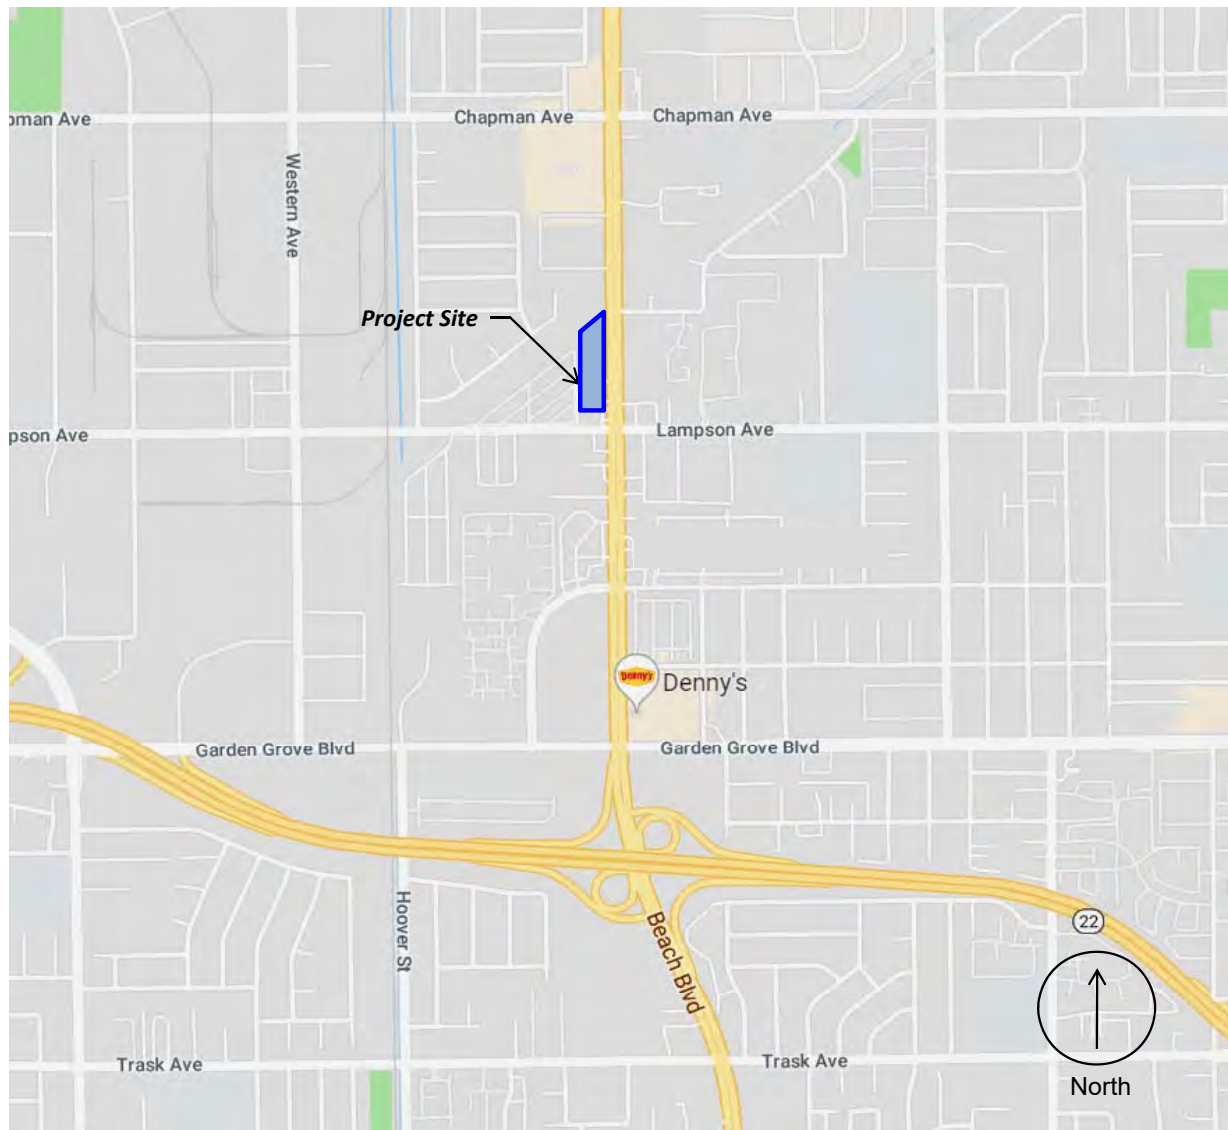 Chapman Ave
Chapman Ave
oman Ave
Western Ave
Project Site
pson Ave
Lampson Ave
Denny's
Denny's
Garden Grove Blvd
Garden Grove Blvd
Hoover St
Beach Blvd
22
Trask Ave
Trask Ave
North